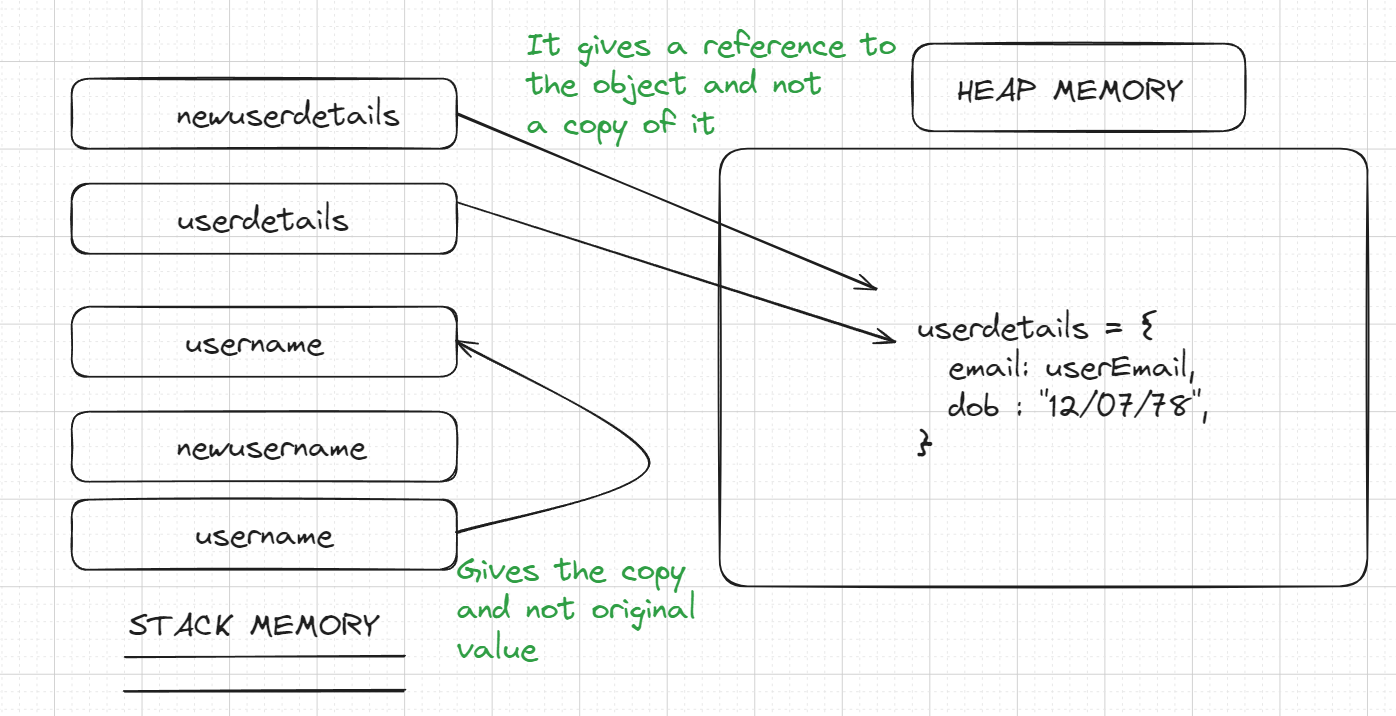 It gives a reference to
the object and not
a copy of it
HEAP MEMORY
newuserdetails
userdetails
username
newusername
username
userdetails = {
email: userEmail,
dob : "12/07/78",
}
Gives the copy
and not original
value
STACK MEMORY